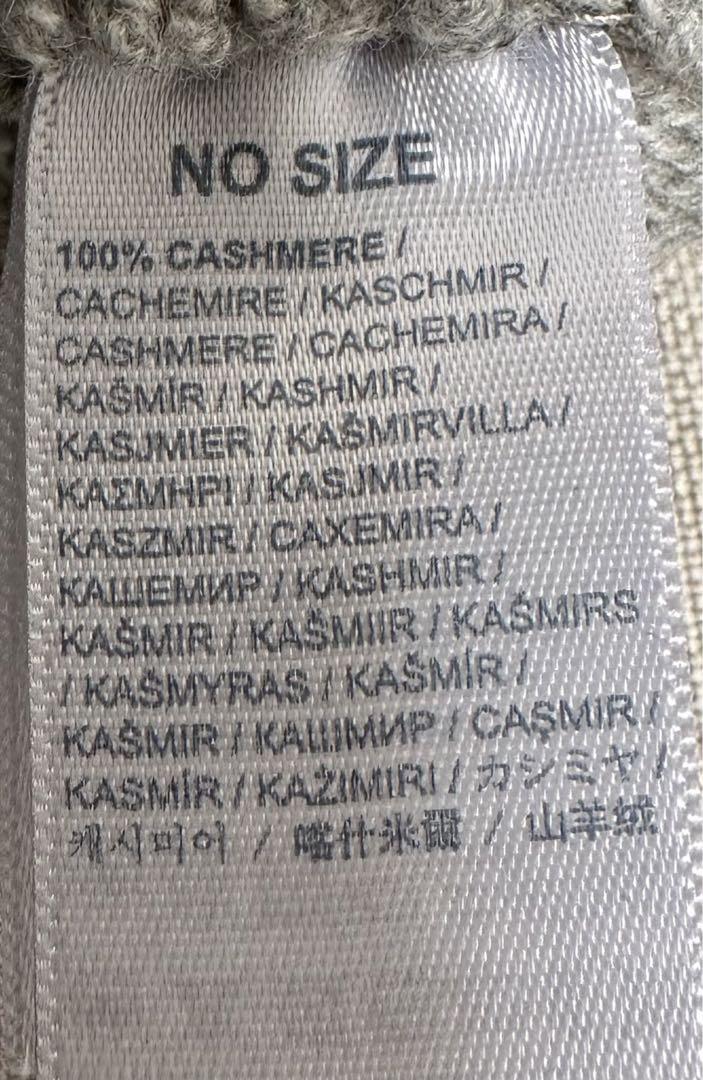 NO SIZE
100% CASHMERE /
CACHEMIRE / KASCHMIR /
CASHMERE / CACHEMIRA /
KAŠMÍR / KASHMIR /
KASJMIER / KAŠMIRVILLA /
ΚΑΣΜΗΡΙ / KASJMIR /
KASZMIR / CAXEMIRA /
КАШЕМИР / KASHMIR /
KAŠMIR / KAŠMIIR / KAŠMIRS
/ KAŠMYRAS / KAŠMÍR /
KAŠMIR / КАШМИР / CAŞMIR /
KASMÍR / KAŽIMIRI / カシミヤ /
캐시미어 / 喀什米爾 / 山羊絨